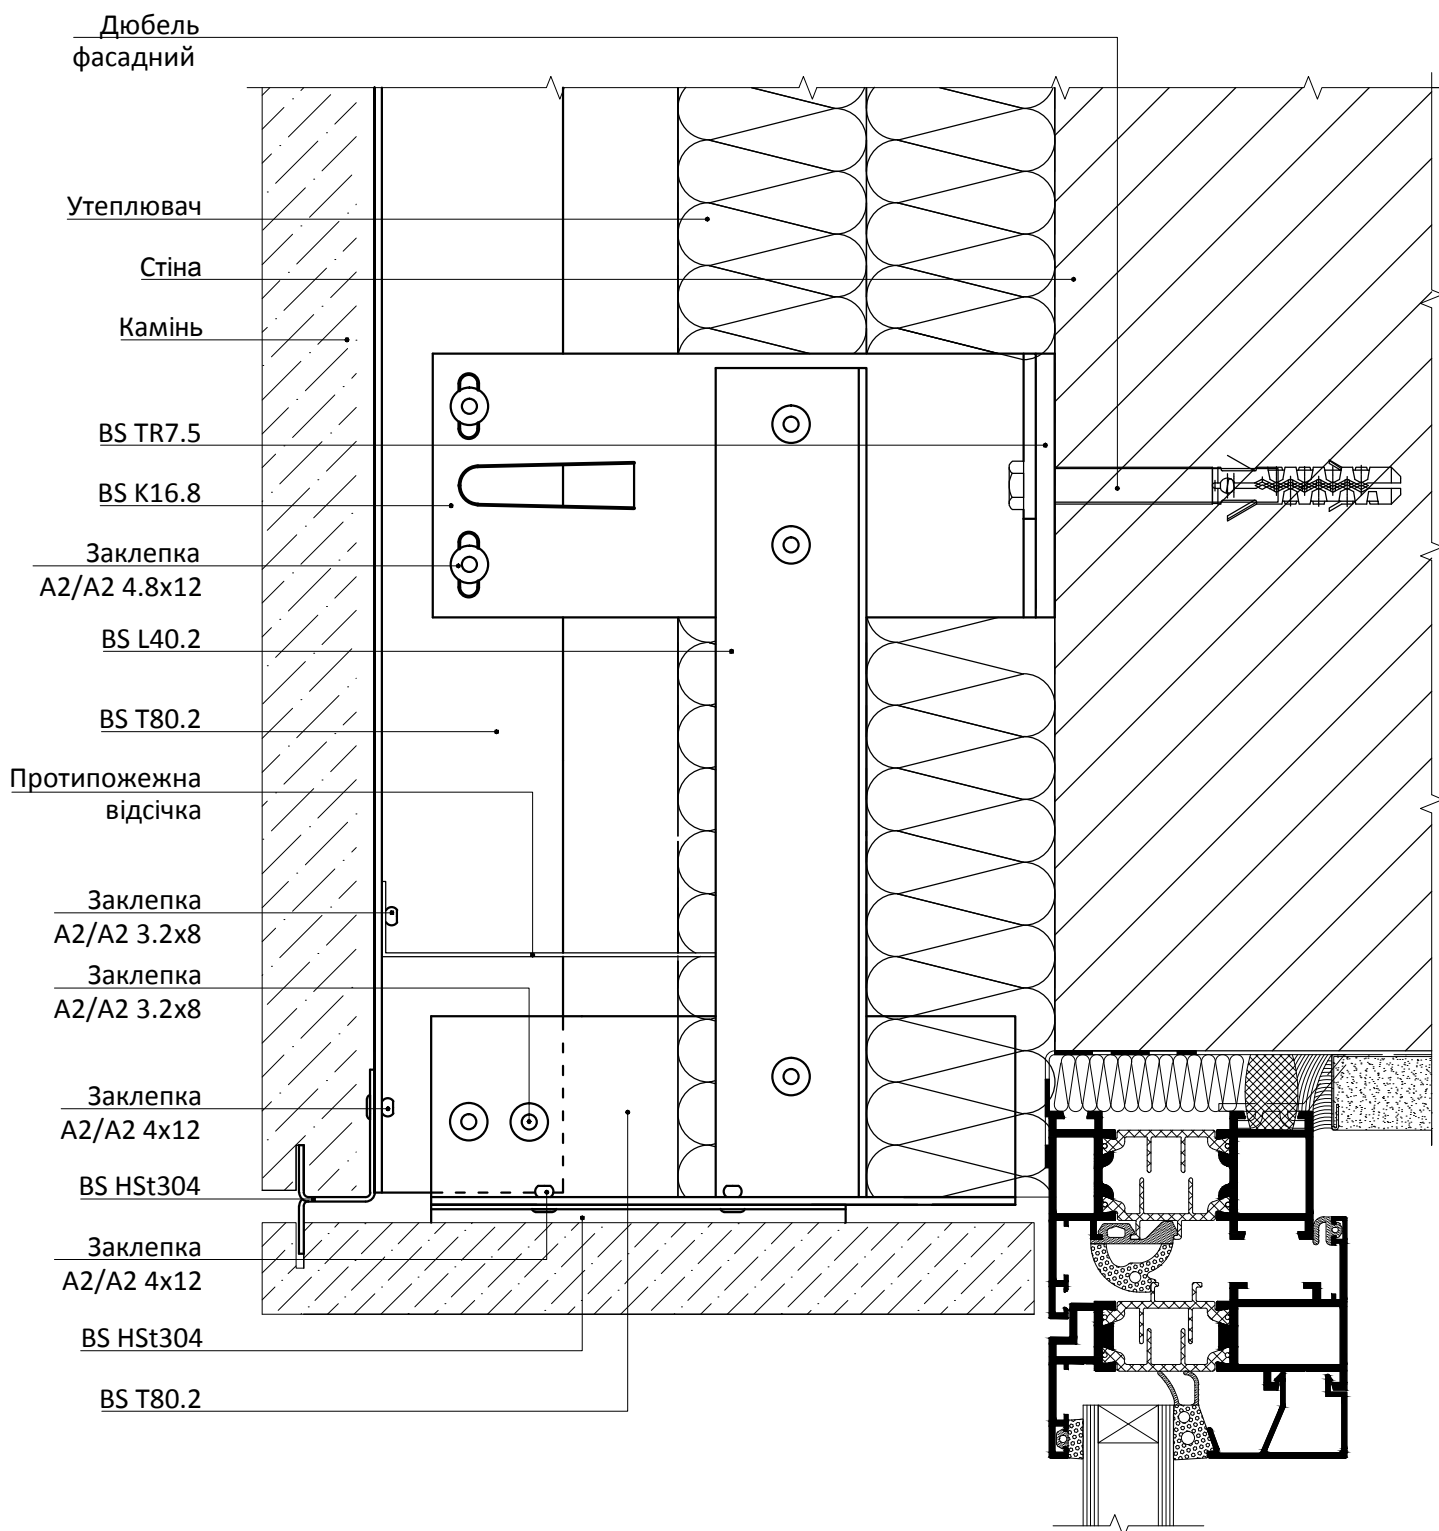 Дюбель
фасадний
Утеплювач
Стіна
Камінь
BS TR7.5
BS K16.8
Заклепка
A2/A2 4.8x12
BS L40.2
BS T80.2
Протипожежна
відсічка
Заклепка
A2/A2 3.2x8
Заклепка
A2/A2 3.2x8
Заклепка
A2/A2 4x12
BS HSt304
Заклепка
A2/A2 4x12
BS HSt304
BS T80.2